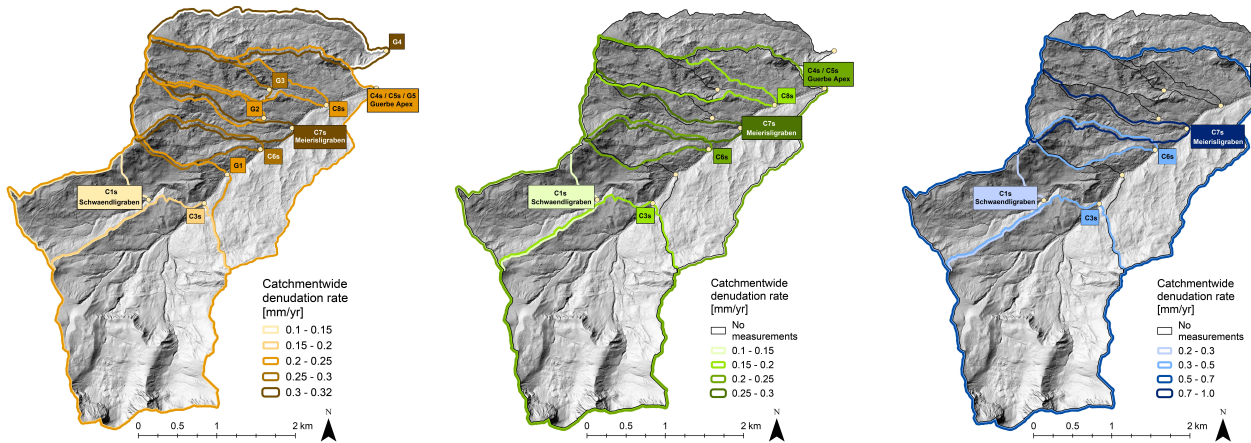 G4
G3
C4s / C5s / G5
Guerbe Apex
G2
C8s
C7s
Meierisligraben
C6s
G1
C1s
Schwaendligraben
C3s
Catchmentwide
denudation rate
[mm/yr]
0.1 - 0.15
0.15 - 0.2
0.2 - 0.25
0.25 - 0.3
0.3 - 0.32
N
0 0.5 1 2 km
C4s / C5s
Guerbe Apex
C8s
C7s
Meierisligraben
C6s
C1s
Schwaendligraben
C3s
Catchmentwide
denudation rate
[mm/yr]
No
measurements
0.1 - 0.15
0.15 - 0.2
0.2 - 0.25
0.25 - 0.3
N
0 0.5 1 2 km
C7s
Meierisligraben
C6s
C1s
Schwaendligraben
C3s
Catchmentwide
denudation rate
[mm/yr]
No
measurements
0.2 - 0.3
0.3 - 0.5
0.5 - 0.7
0.7 - 1.0
N
0 0.5 1 2